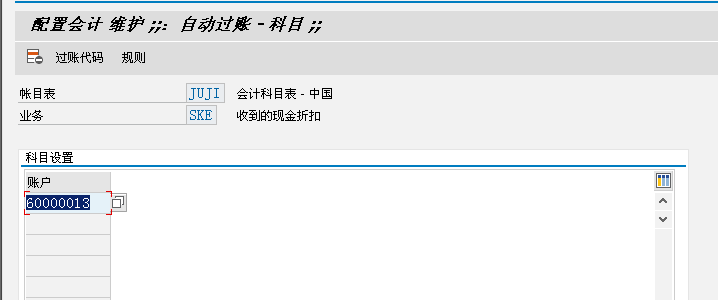 配置会计 维护 ;;: 自动过账 - 科目 ;;
过账代码 规则
帐目表 JUJI 会计科目表 - 中国
业务 SKE 收到的现金折扣
科目设置
账户
60000013